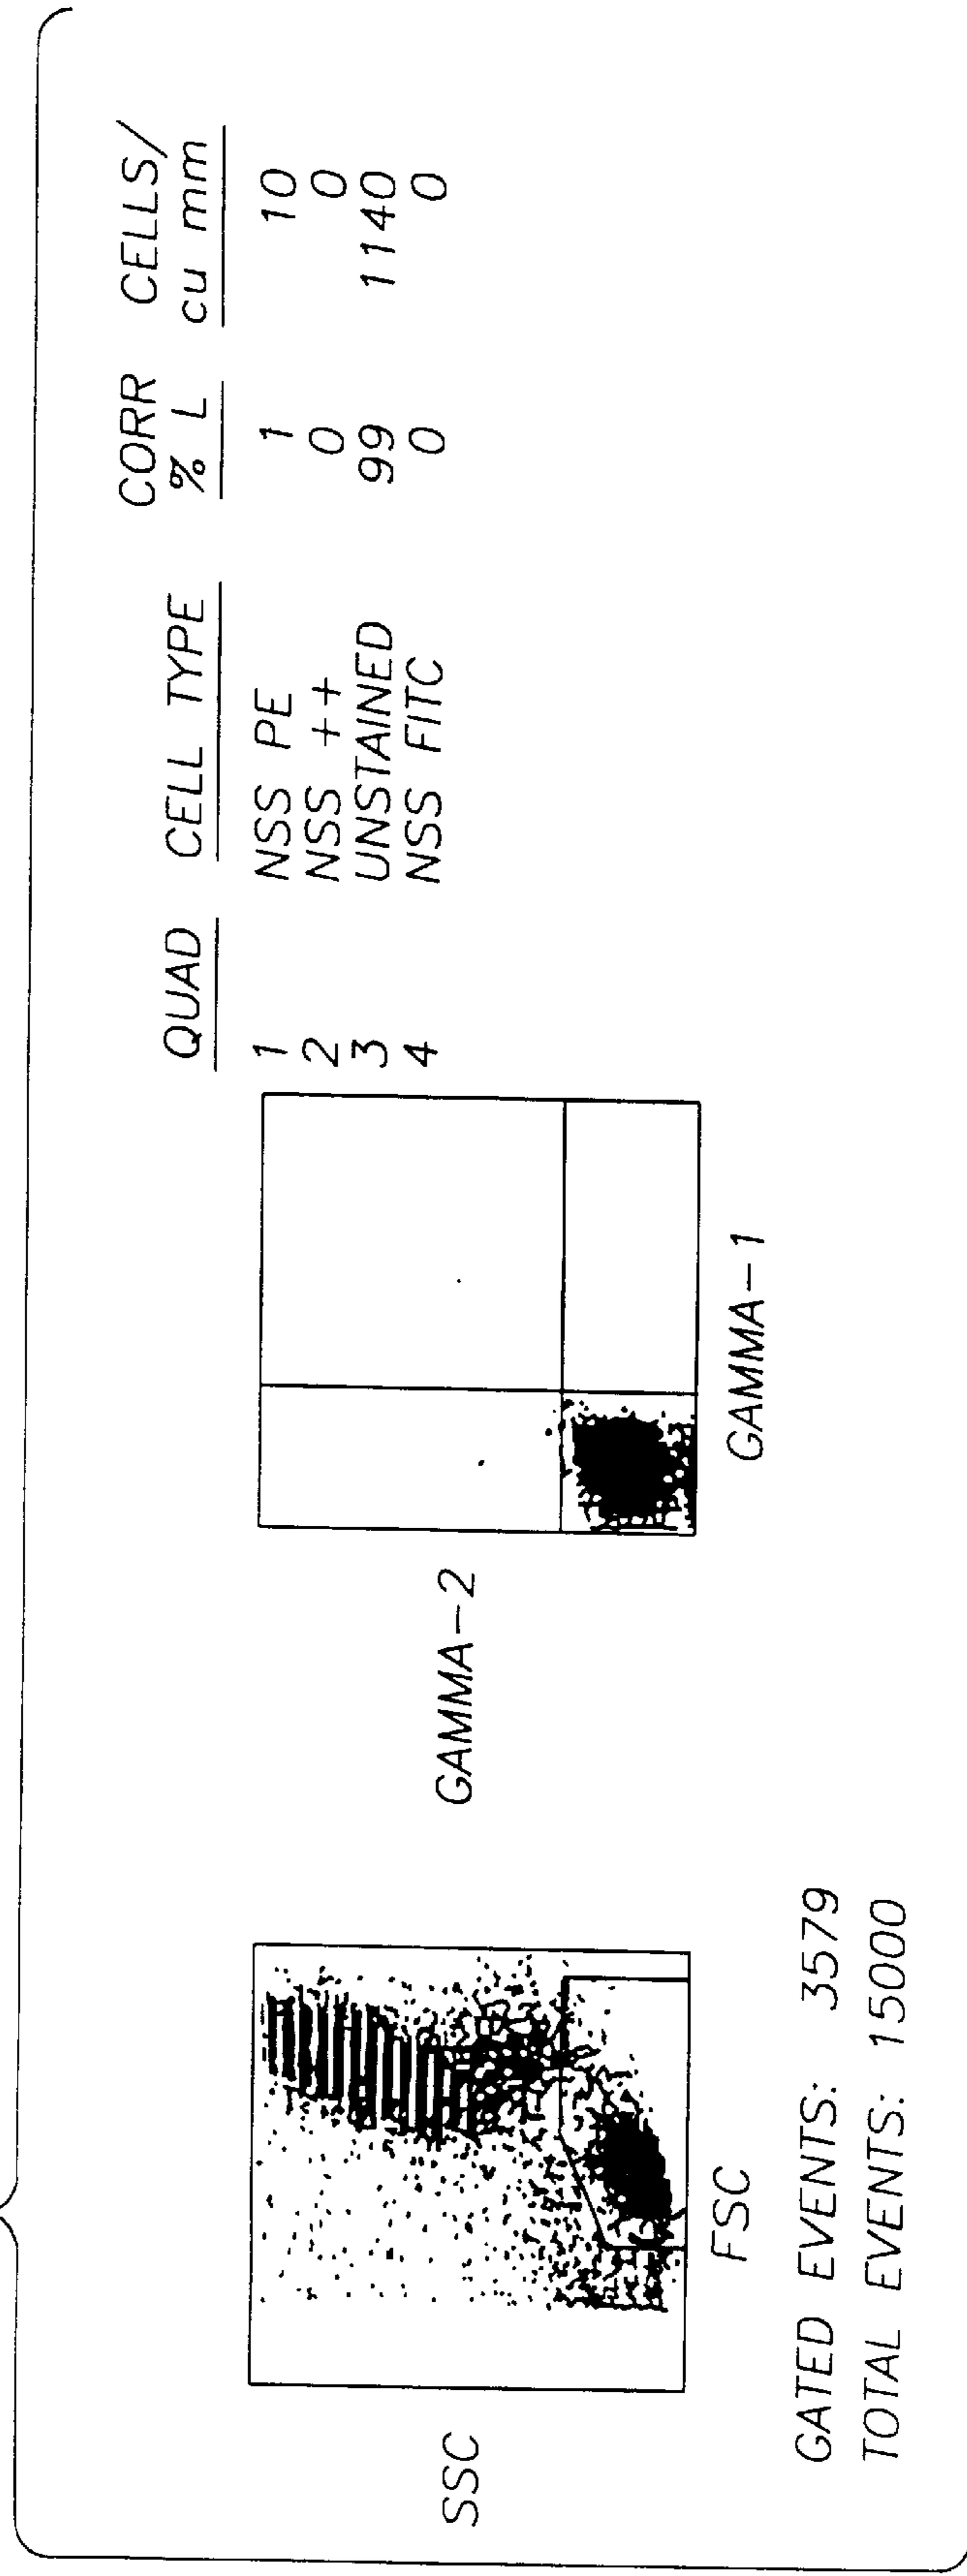 SSC
FSC
GATED EVENTS: 3579
TOTAL EVENTS: 15000
GAMMA-2
GAMMA-1
QUAD CELL TYPE CORR % L CELLS/ cu mm
1 NSS PE 1 10
2 NSS ++ 0 0
3 UNSTAINED 99 1140
4 NSS FITC 0 0